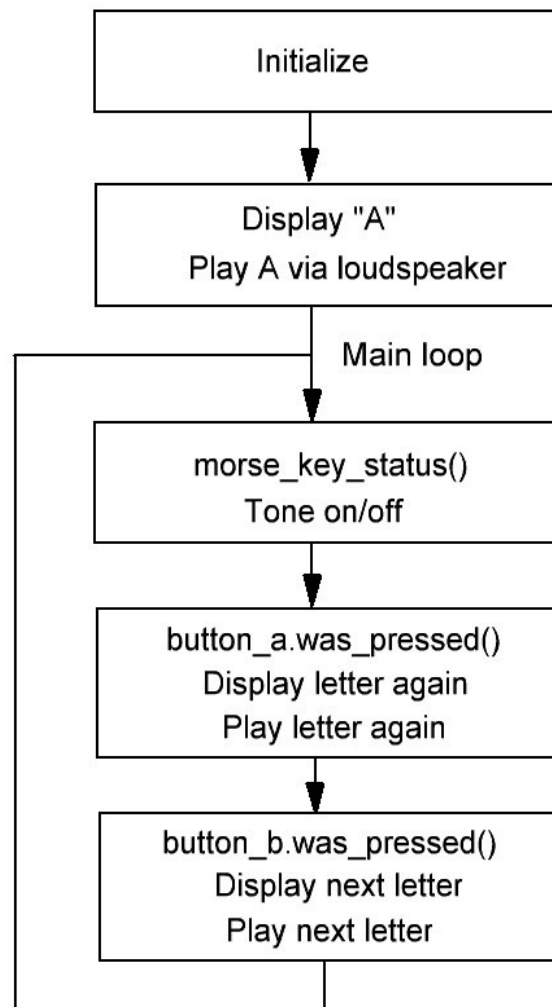 Initialize
Display "A"
Play A via loudspeaker
Main loop
morse_key_status()
Tone on/off
button_a.was_pressed()
Display letter again
Play letter again
button_b.was_pressed()
Display next letter
Play next letter